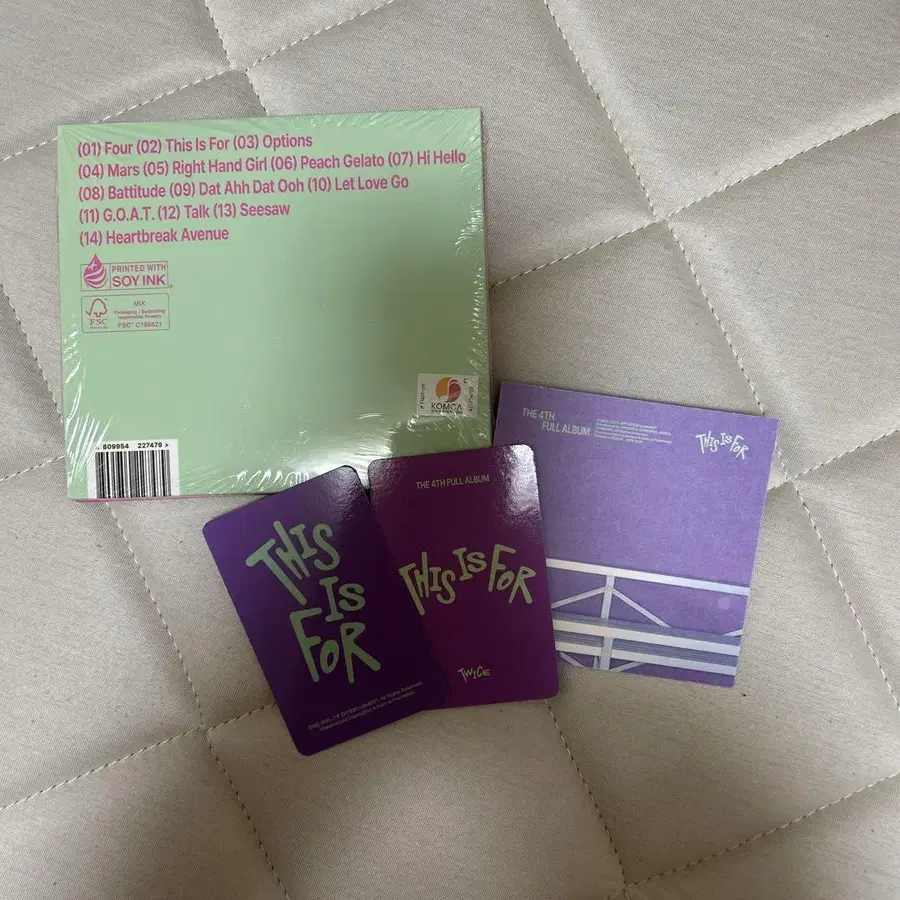 (01) Four (02) This Is For (03) Options
(04) Mars (05) Right Hand Girl (06) Peach Gelato (07) Hi Hello
(08) Battitude (09) Dat Ahh Dat Ooh (10) Let Love Go
(11) G.O.A.T. (12) Talk (13) Seesaw
(14) Heartbreak Avenue
PRINTED WITH
SOY INK
FSC
MIX
FSC® C188621
KOMCA
809954 227479 >
THE 4TH
FULL ALBUM
THIS IS FOR
THE 4TH FULL ALBUM
THIS IS FOR
TWICE
THIS
IS
FOR